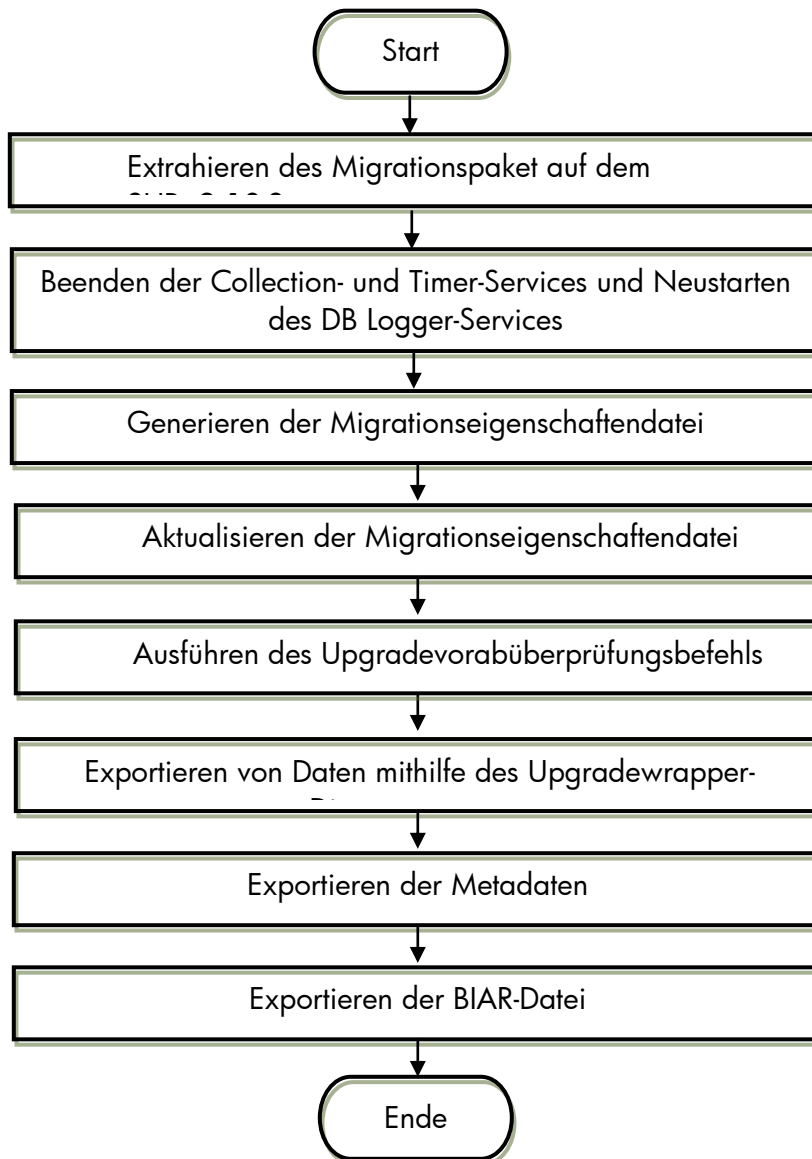 Start
Extrahieren des Migrationspaket auf dem
Beenden der Collection- und Timer-Services und Neustarten
des DB Logger-Services
Generieren der Migrationseigenschaftendatei
Aktualisieren der Migrationseigenschaftendatei
Ausführen des Upgradevorabüberprüfungsbefehls
Exportieren von Daten mithilfe des Upgradewrapper-
Exportieren der Metadaten
Exportieren der BIAR-Datei
Ende